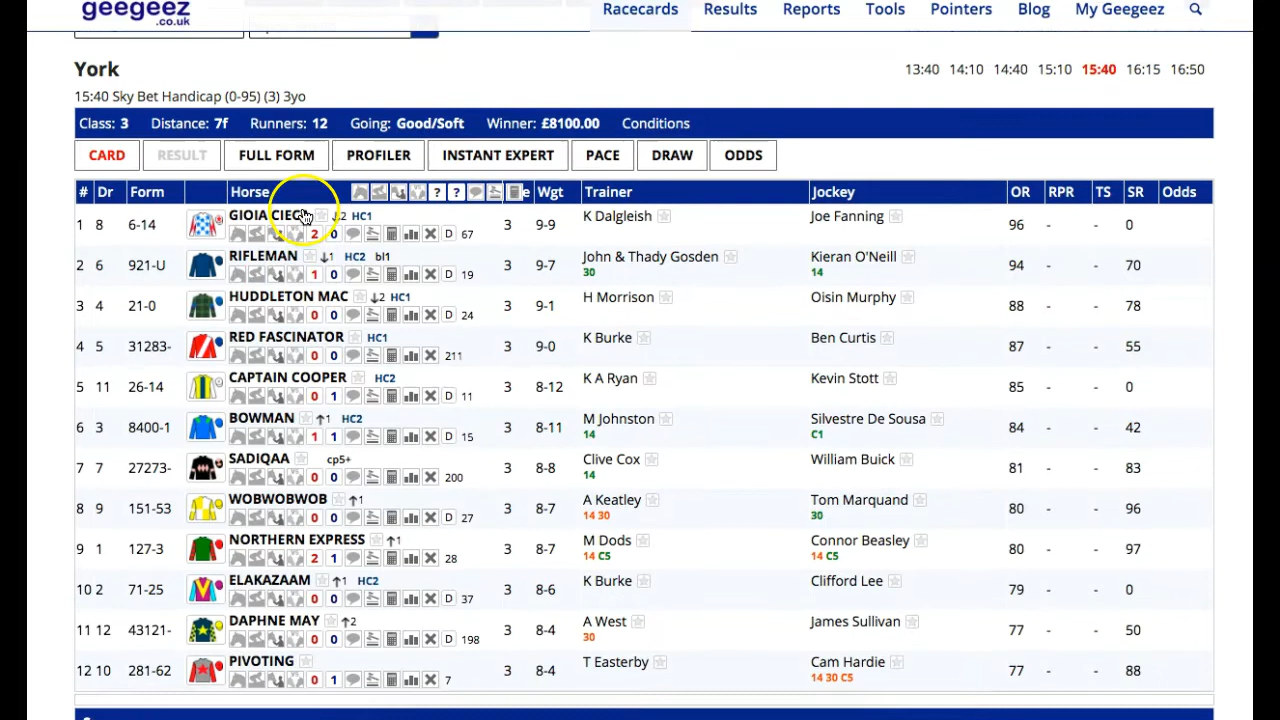 geegeez
.co.uk
Racecards Results Reports Tools Pointers Blog My Geegeez
York
13:40 14:10 14:40 15:10 15:40 16:15 16:50
15:40 Sky Bet Handicap (0-95) (3) 3yo
Class: 3 Distance: 7f Runners: 12 Going: Good/Soft Winner: £8100.00 Conditions
CARD RESULT FULL FORM PROFILER INSTANT EXPERT PACE DRAW ODDS
# Dr Form Horse ? ? e Wgt Trainer Jockey OR RPR TS SR Odds
1 8 6-14 GIOIA CIECA ↓2 HC1 3 9-9 K Dalgleish Joe Fanning 96 - - 0
2 0 D 67
2 6 921-U RIFLEMAN ↓1 HC2 bl1 3 9-7 John & Thady Gosden Kieran O'Neill 94 - - 70
1 0 D 19 30 14
3 4 21-0 HUDDLETON MAC ↓2 HC1 3 9-1 H Morrison Oisin Murphy 88 - - 78
0 0 D 24
4 5 31283- RED FASCINATOR HC1 3 9-0 K Burke Ben Curtis 87 - - 55
0 0 211
5 11 26-14 CAPTAIN COOPER HC2 3 8-12 K A Ryan Kevin Stott 85 - - 0
0 1 D 11
6 3 8400-1 BOWMAN ↑1 HC2 3 8-11 M Johnston Silvestre De Sousa 84 - - 42
1 1 D 15 14 C1
7 7 27273- SADIQAA cp5+ 3 8-8 Clive Cox William Buick 81 - - 83
0 0 200 14
8 9 151-53 WOBWOBWOB ↑1 3 8-7 A Keatley Tom Marquand 80 - - 96
0 0 D 27 14 30 30
9 1 127-3 NORTHERN EXPRESS ↑1 3 8-7 M Dods Connor Beasley 80 - - 97
2 1 D 28 14 C5 14 C5
10 2 71-25 ELAKAZAAM ↑1 HC2 3 8-6 K Burke Clifford Lee 79 - - 0
0 0 D 37
11 12 43121- DAPHNE MAY ↑2 3 8-4 A West James Sullivan 77 - - 50
0 0 D 198 30
12 10 281-62 PIVOTING 3 8-4 T Easterby Cam Hardie 77 - - 88
0 1 D 7 14 30 C5